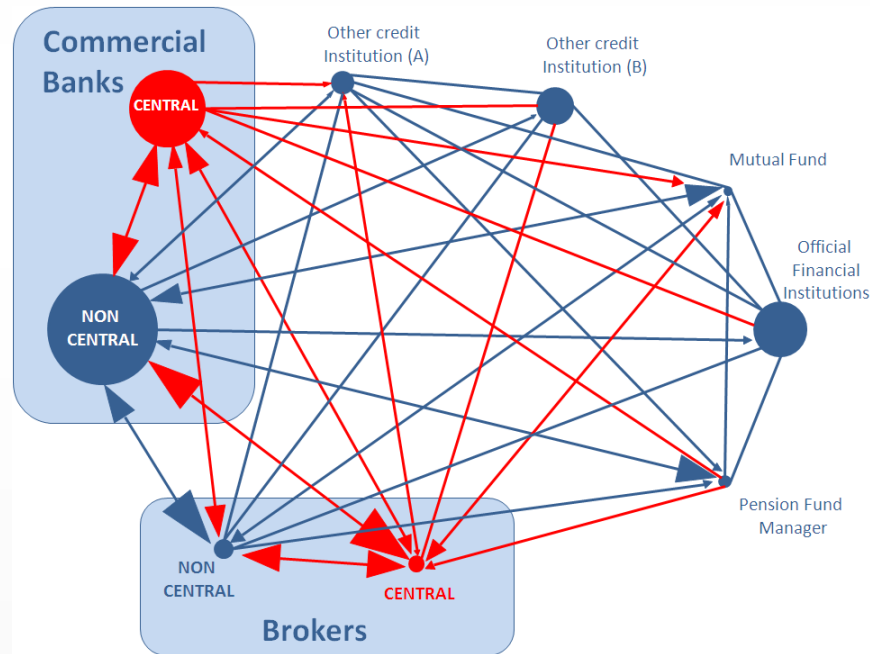 Commercial
Banks
CENTRAL
NON
CENTRAL
Other credit
Institution (A)
Other credit
Institution (B)
Mutual Fund
Official
Financial
Institutions
Pension Fund
Manager
NON
CENTRAL
CENTRAL
Brokers